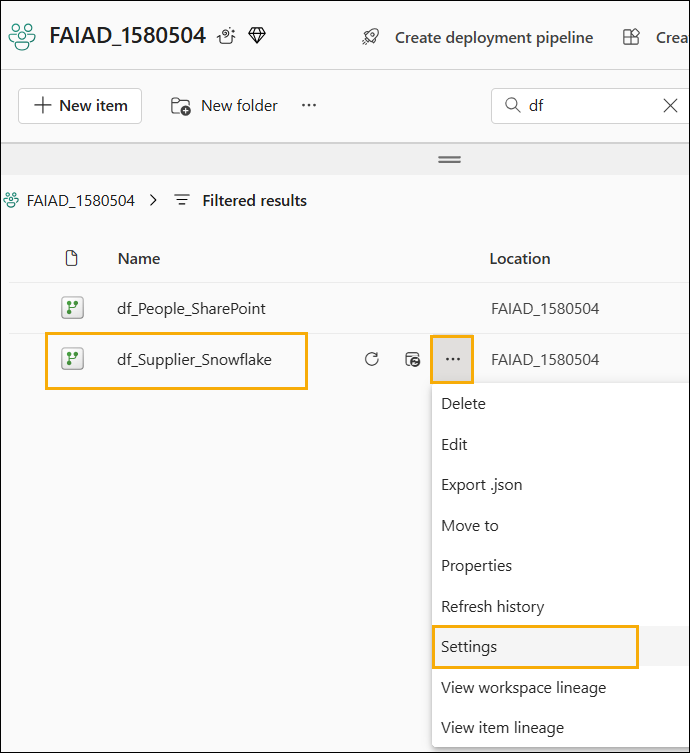 FAIAD_1580504
Create deployment pipeline
New item
New folder
df
FAIAD_1580504 > Filtered results
Name Location
df_People_SharePoint FAIAD_1580504
df_Supplier_Snowflake FAIAD_1580504
Delete
Edit
Export .json
Move to
Properties
Refresh history
Settings
View workspace lineage
View item lineage